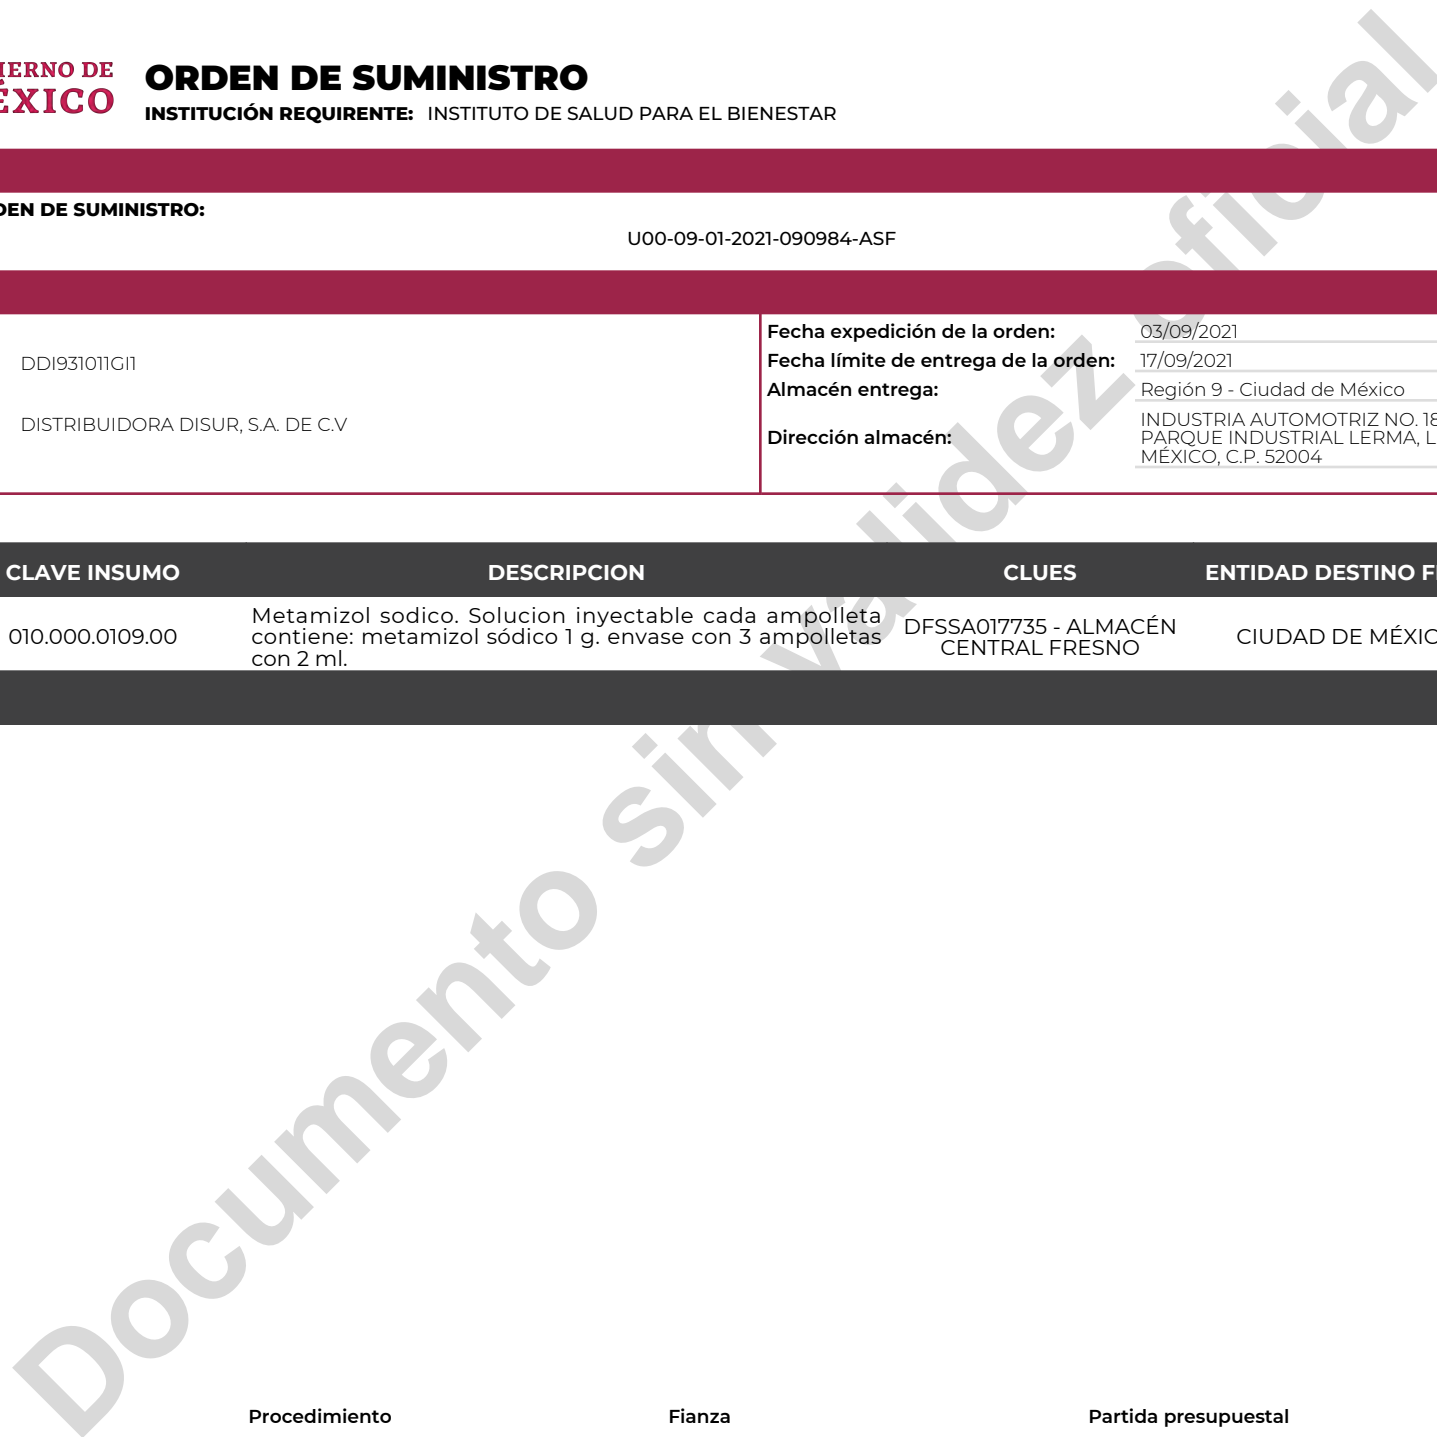 ORDEN DE SUMINISTRO
INSTITUCIÓN REQUIRENTE: INSTITUTO DE SALUD PARA EL BIENESTAR
DE SUMINISTRO:
U00-09-01-2021-090984-ASF
DDI931011GI1
DISTRIBUIDORA DISUR, S.A. DE C.V
Fecha expedición de la orden: 03/09/2021
Fecha límite de entrega de la orden: 17/09/2021
Almacén entrega: Región 9 - Ciudad de México
Dirección almacén:
INDUSTRIA AUTOMOTRIZ NO. 18
PARQUE INDUSTRIAL LERMA, L
MÉXICO, C.P. 52004
CLAVE INSUMO DESCRIPCION CLUES ENTIDAD DESTINO
010.000.0109.00
Metamizol sodico. Solucion inyectable cada ampolleta
contiene: metamizol sódico 1 g. envase con 3 ampolletas
con 2 ml.
DFSSA017735 - ALMACÉN
CENTRAL FRESNO
CIUDAD DE MÉXIC
Documento sin validez oficial
Procedimiento Fianza Partida presupuestal